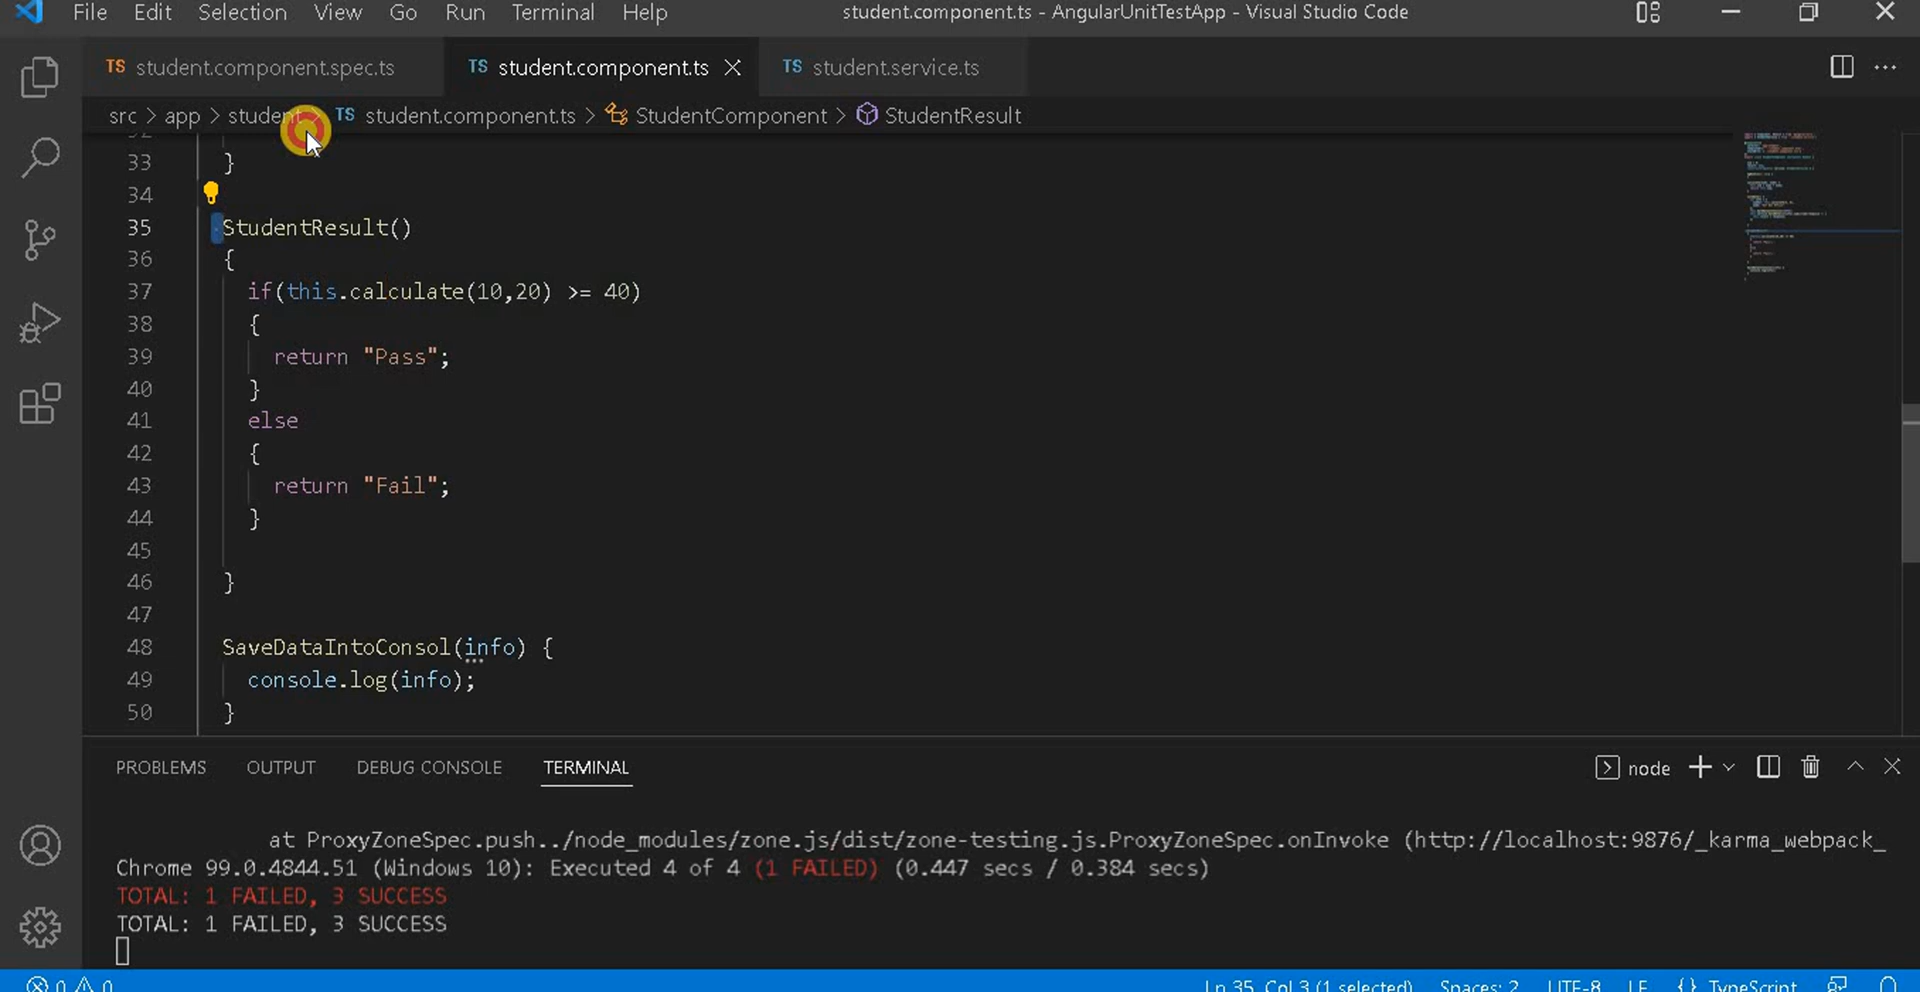 File Edit Selection View Go Run Terminal Help student.component.ts - AngularUnitTestApp - Visual Studio Code
TS student.component.spec.ts TS student.component.ts TS student.service.ts
src > app > student > TS student.component.ts > StudentComponent > StudentResult
33 }
34
35 StudentResult()
36 {
37 if(this.calculate(10,20) >= 40)
38 {
39 return "Pass";
40 }
41 else
42 {
43 return "Fail";
44 }
45
46 }
47
48 SaveDataIntoConsol(info) {
49 console.log(info);
50 }
PROBLEMS OUTPUT DEBUG CONSOLE TERMINAL node
at ProxyZoneSpec.push../node_modules/zone.js/dist/zone-testing.js.ProxyZoneSpec.onInvoke (http://localhost:9876/_karma_webpack_
Chrome 99.0.4844.51 (Windows 10): Executed 4 of 4 (1 FAILED) (0.447 secs / 0.384 secs)
TOTAL: 1 FAILED, 3 SUCCESS
TOTAL: 1 FAILED, 3 SUCCESS
0 0 Ln 35, Col 3 (1 selected) Spaces: 2 UTF-8 LF {} TypeScript